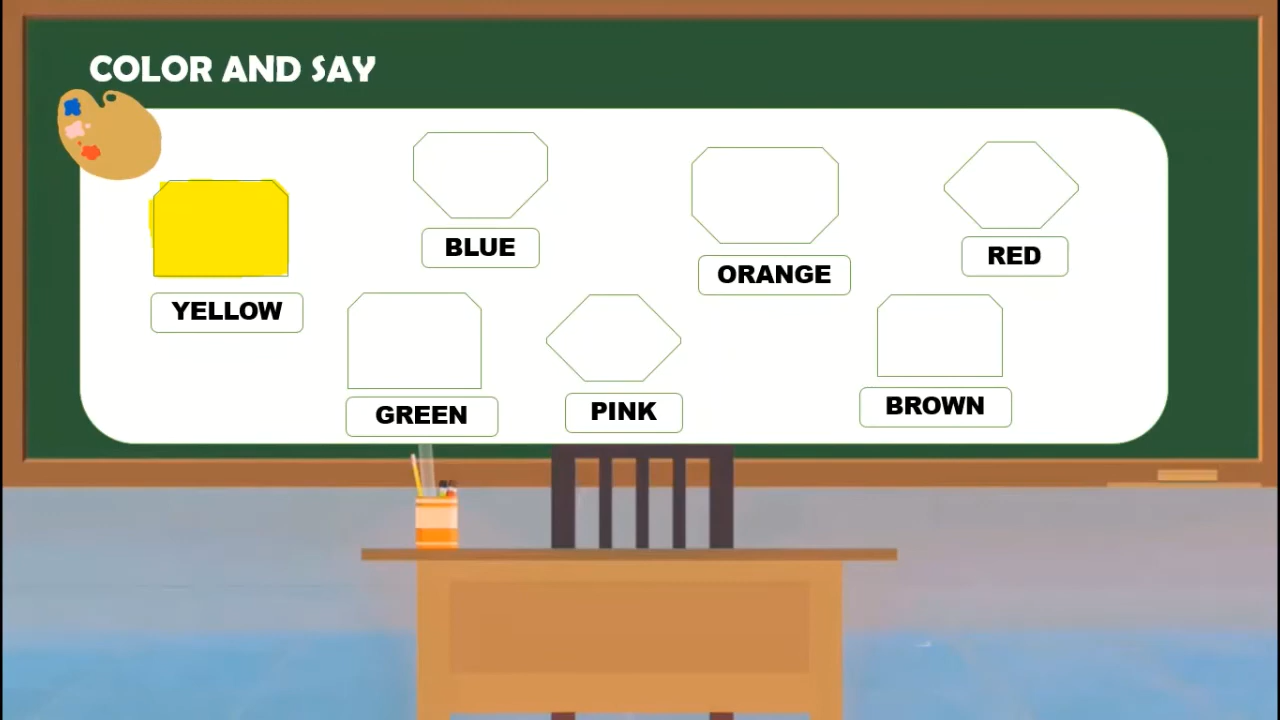 COLOR AND SAY
BLUE
ORANGE
RED
YELLOW
GREEN
PINK
BROWN